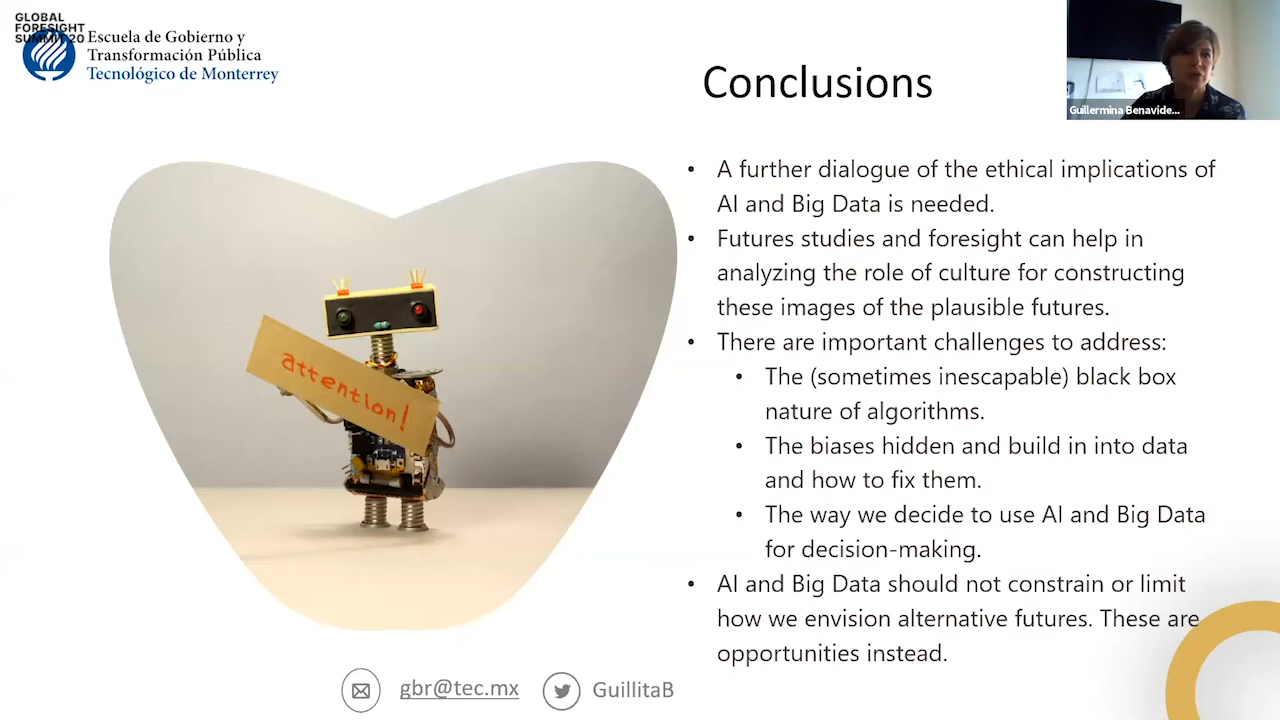 GLOBAL
FORESIGHT
SUMMIT 20
Escuela de Gobierno y
Transformación Pública
Tecnológico de Monterrey
Conclusions
Guillermina Benavide...
attention!
• A further dialogue of the ethical implications of
AI and Big Data is needed.
• Futures studies and foresight can help in
analyzing the role of culture for constructing
these images of the plausible futures.
• There are important challenges to address:
• The (sometimes inescapable) black box
nature of algorithms.
• The biases hidden and build in into data
and how to fix them.
• The way we decide to use AI and Big Data
for decision-making.
• AI and Big Data should not constrain or limit
how we envision alternative futures. These are
opportunities instead.
gbr@tec.mx
GuillitaB